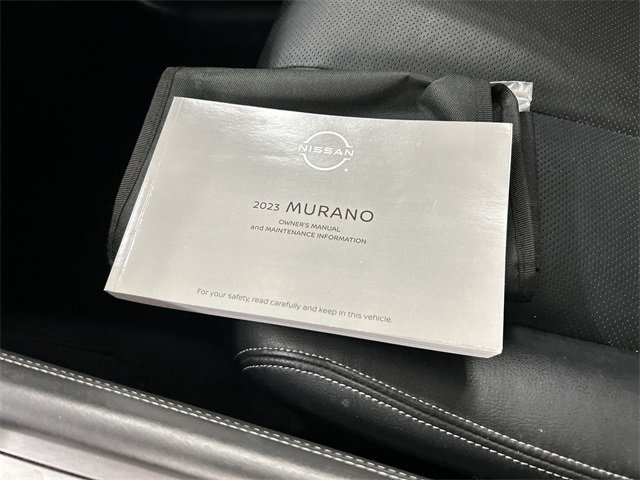 NISSAN
2023 MURANO
OWNER'S MANUAL
and MAINTENANCE INFORMATION
For your safety, read carefully and keep in this vehicle.